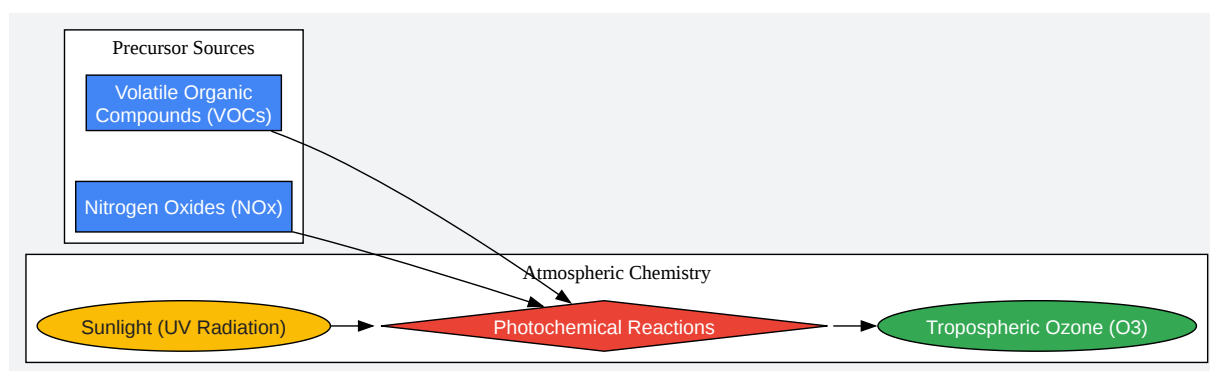 Precursor Sources
Volatile Organic
Compounds (VOCs)
Nitrogen Oxides (NOx)
Atmospheric Chemistry
Sunlight (UV Radiation)
Photochemical Reactions
Tropospheric Ozone (O3)